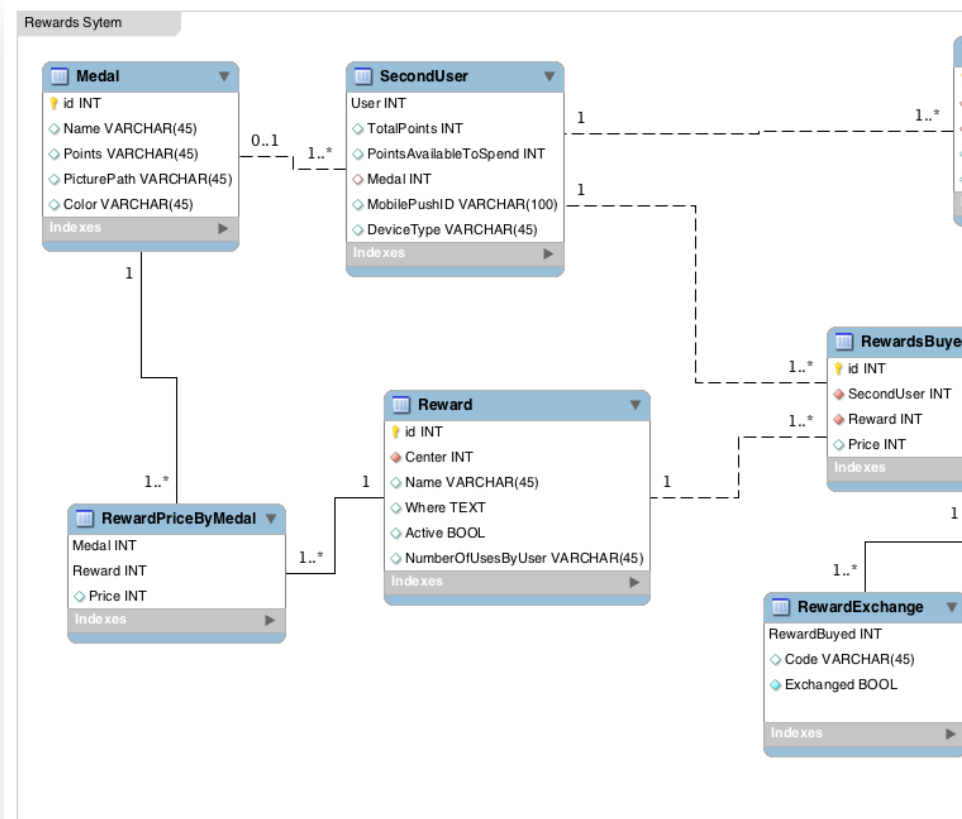 Rewards Sytem
Medal
id INT
Name VARCHAR(45)
Points VARCHAR(45)
PicturePath VARCHAR(45)
Color VARCHAR(45)
Indexes
0..1
1..*
SecondUser
User INT
TotalPoints INT
PointsAvailableToSpend INT
Medal INT
MobilePushID VARCHAR(100)
DeviceType VARCHAR(45)
Indexes
1
1..*
1
1..*
1
1..*
RewardPriceByMedal
Medal INT
Reward INT
Price INT
Indexes
1..*
1
Reward
id INT
Center INT
Name VARCHAR(45)
Where TEXT
Active BOOL
NumberOfUsesByUser VARCHAR(45)
Indexes
1
1..*
RewardsBuye
id INT
SecondUser INT
Reward INT
Price INT
Indexes
1
1..*
RewardExchange
RewardBuyed INT
Code VARCHAR(45)
Exchanged BOOL
Indexes